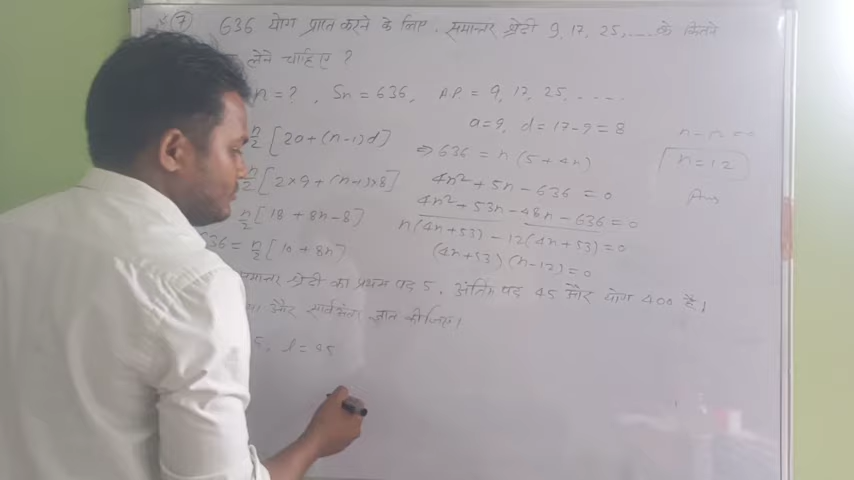 (7) 636 योग प्राप्त करने के लिए, समान्तर श्रेढी 9, 17, 25, .... के कितने
लेने चाहिए ?
n = ? , Sn = 636, A.P = 9, 17, 25, .....
a = 9, d = 17 - 9 = 8
n/2 [2a + (n-1)d]
n/2 [2×9 + (n-1)×8]
n/2 [18 + 8n - 8]
636 = n/2 [10 + 8n]
⇒ 636 = n (5 + 4n)
4n² + 5n - 636 = 0
4n² + 53n - 48n - 636 = 0
n(4n + 53) - 12(4n + 53) = 0
(4n + 53) (n - 12) = 0
n = 12
Ans
समान्तर श्रेढी का प्रथम पद 5, अंतिम पद 45 और योग 400 है।
और सार्वअंतर ज्ञात कीजिए।
5, l =